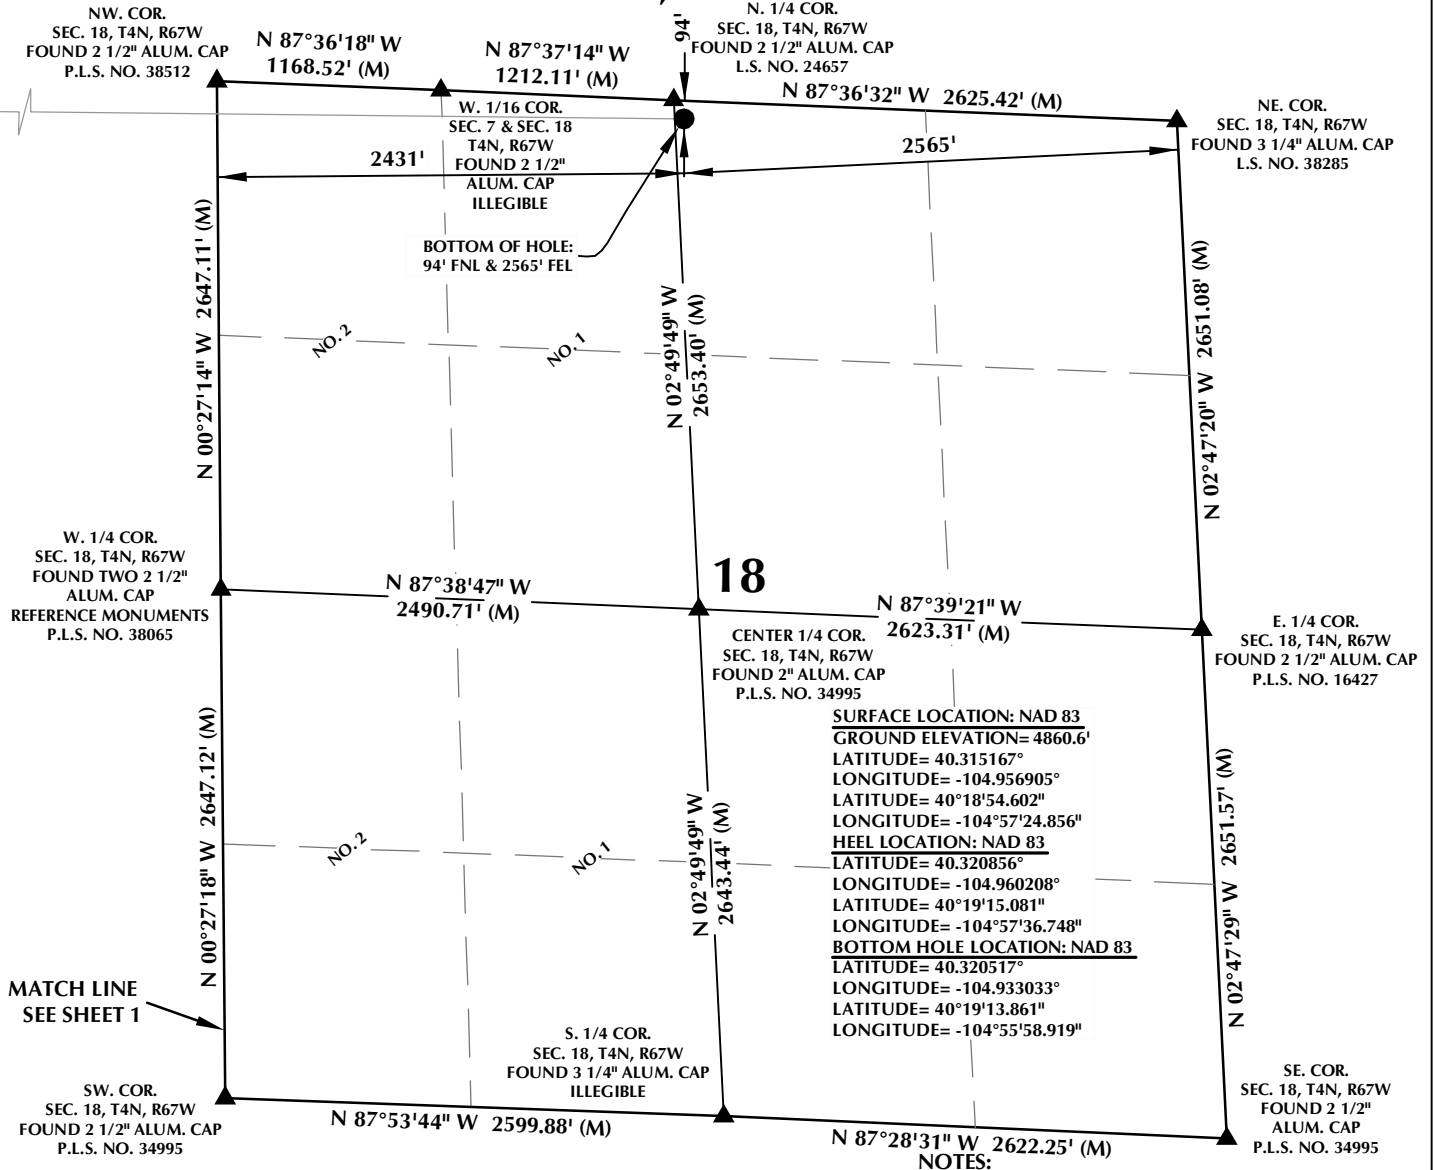 NW. COR.
SEC. 18, T4N, R67W
FOUND 2 1/2" ALUM. CAP
P.L.S. NO. 38512
N 87°36'18" W
1168.52' (M)
N 87°37'14" W
1212.11' (M)
94'
N. 1/4 COR.
SEC. 18, T4N, R67W
FOUND 2 1/2" ALUM. CAP
L.S. NO. 24657
N 87°36'32" W 2625.42' (M)
NE. COR.
SEC. 18, T4N, R67W
FOUND 3 1/4" ALUM. CAP
L.S. NO. 38285
W. 1/16 COR.
SEC. 7 & SEC. 18
T4N, R67W
FOUND 2 1/2"
ALUM. CAP
ILLEGIBLE
2431'
2565'
BOTTOM OF HOLE:
94' FNL & 2565' FEL
N 00°27'14" W 2647.11' (M)
NO. 2
NO. 1
N 02°49'49" W
2653.40' (M)
N 02°47'20" W 2651.08' (M)
W. 1/4 COR.
SEC. 18, T4N, R67W
FOUND TWO 2 1/2"
ALUM. CAP
REFERENCE MONUMENTS
P.L.S. NO. 38065
N 87°38'47" W
2490.71' (M)
18
N 87°39'21" W
2623.31' (M)
CENTER 1/4 COR.
SEC. 18, T4N, R67W
FOUND 2" ALUM. CAP
P.L.S. NO. 34995
E. 1/4 COR.
SEC. 18, T4N, R67W
FOUND 2 1/2" ALUM. CAP
P.L.S. NO. 16427
SURFACE LOCATION: NAD 83
GROUND ELEVATION= 4860.6'
LATITUDE= 40.315167°
LONGITUDE= -104.956905°
LATITUDE= 40°18'54.602"
LONGITUDE= -104°57'24.856"
HEEL LOCATION: NAD 83
LATITUDE= 40.320856°
LONGITUDE= -104.960208°
LATITUDE= 40°19'15.081"
LONGITUDE= -104°57'36.748"
BOTTOM HOLE LOCATION: NAD 83
LATITUDE= 40.320517°
LONGITUDE= -104.933033°
LATITUDE= 40°19'13.861"
LONGITUDE= -104°55'58.919"
N 00°27'18" W 2647.12' (M)
NO. 2
NO. 1
N 02°49'49" W
2643.44' (M)
N 02°47'29" W 2651.57' (M)
MATCH LINE
SEE SHEET 1
SW. COR.
SEC. 18, T4N, R67W
FOUND 2 1/2" ALUM. CAP
P.L.S. NO. 34995
S. 1/4 COR.
SEC. 18, T4N, R67W
FOUND 3 1/4" ALUM. CAP
ILLEGIBLE
N 87°53'44" W 2599.88' (M)
N 87°28'31" W 2622.25' (M)
SE. COR.
SEC. 18, T4N, R67W
FOUND 2 1/2"
ALUM. CAP
P.L.S. NO. 34995
NOTES: